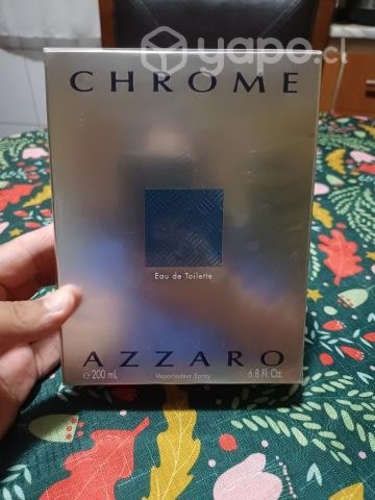 yapo.cl
CHROME
Eau de Toilette
AZZARO
℮ 200 mL Vaporisateur Spray 6.8 Fl. Oz.